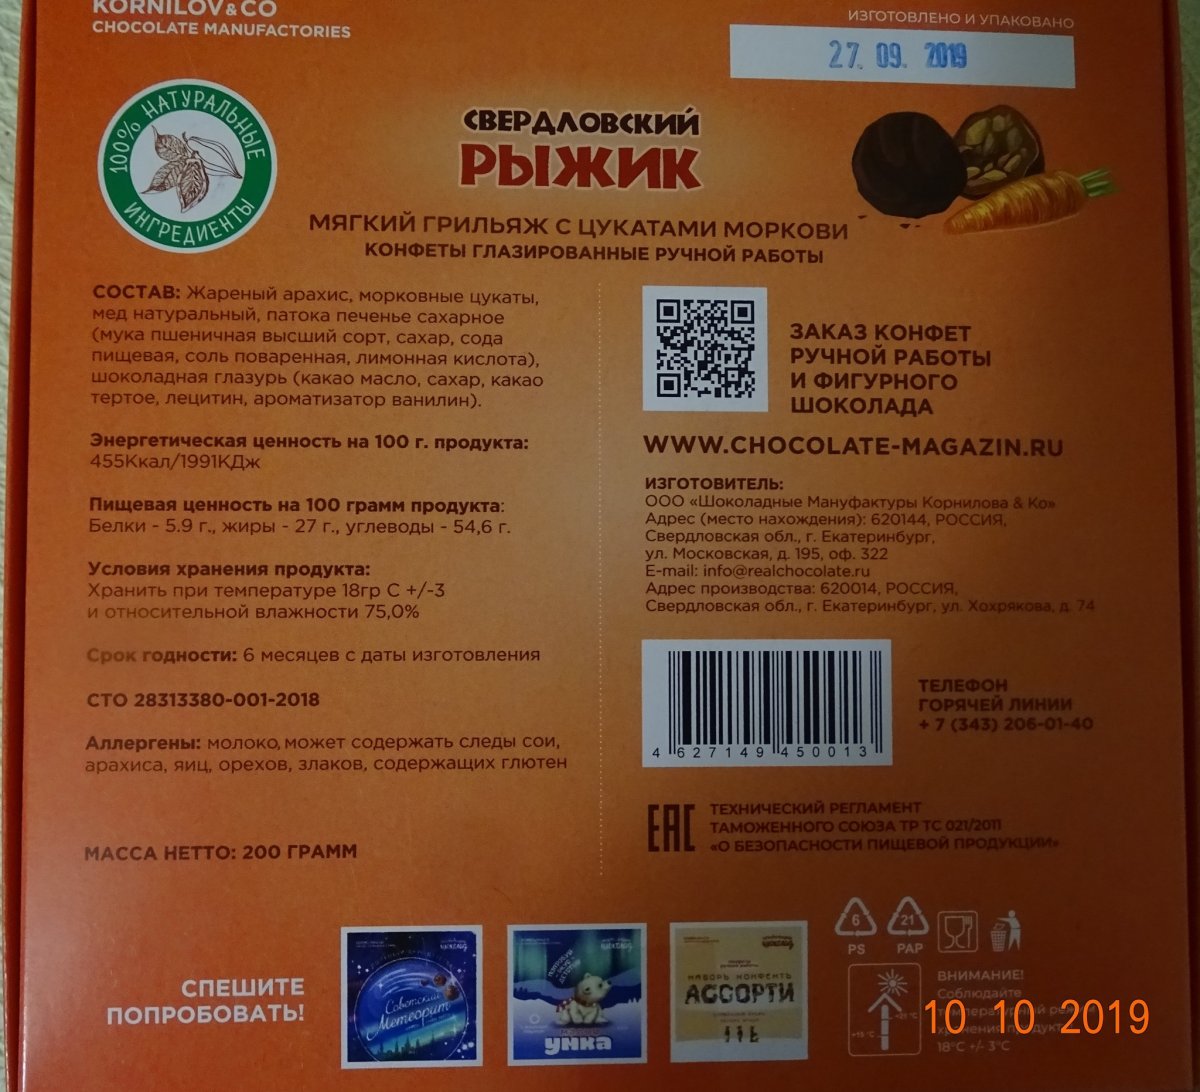 KORNILOV & CO
CHOCOLATE MANUFACTORIES
ИЗГОТОВЛЕНО И УПАКОВАНО
27. 09. 2019
100% НАТУРАЛЬНЫЕ
ИНГРЕДИЕНТЫ
СВЕРДЛОВСКИЙ
РЫЖИК
МЯГКИЙ ГРИЛЬЯЖ С ЦУКАТАМИ МОРКОВИ
КОНФЕТЫ ГЛАЗИРОВАННЫЕ РУЧНОЙ РАБОТЫ
СОСТАВ: Жареный арахис, морковные цукаты,
мед натуральный, патока печенье сахарное
(мука пшеничная высший сорт, сахар, сода
пищевая, соль поваренная, лимонная кислота),
шоколадная глазурь (какао масло, сахар, какао
тертое, лецитин, ароматизатор ванилин).
Энергетическая ценность на 100 г. продукта:
455Ккал/1991КДж
Пищевая ценность на 100 грамм продукта:
Белки - 5.9 г., жиры - 27 г., углеводы - 54,6 г.
Условия хранения продукта:
Хранить при температуре 18гр С +/-3
и относительной влажности 75,0%
Срок годности: 6 месяцев с даты изготовления
СТО 28313380-001-2018
Аллергены: молоко, может содержать следы сои,
арахиса, яиц, орехов, злаков, содержащих глютен
МАССА НЕТТО: 200 ГРАММ
ЗАКАЗ КОНФЕТ
РУЧНОЙ РАБОТЫ
И ФИГУРНОГО
ШОКОЛАДА
WWW.CHOCOLATE-MAGAZIN.RU
ИЗГОТОВИТЕЛЬ:
ООО «Шоколадные Мануфактуры Корнилова & Ко»
Адрес (место нахождения): 620144, РОССИЯ,
Свердловская обл., г. Екатеринбург,
ул. Московская, д. 195, оф. 322
E-mail: info@realchocolate.ru
Адрес производства: 620014, РОССИЯ,
Свердловская обл., г. Екатеринбург, ул. Хохрякова, д. 74
4 627149 450013
ТЕЛЕФОН
ГОРЯЧЕЙ ЛИНИИ
+ 7 (343) 206-01-40
EAC
ТЕХНИЧЕСКИЙ РЕГЛАМЕНТ
ТАМОЖЕННОГО СОЮЗА ТР ТС 021/2011
«О БЕЗОПАСНОСТИ ПИЩЕВОЙ ПРОДУКЦИИ»
СПЕШИТЕ
ПОПРОБОВАТЬ!
Советский
Метеорит
УМКА
НАБОРЪ КОНФЕКТЪ
АССОРТИ
6
PS
21
PAP
ВНИМАНИЕ!
Соблюдайте
температурный
хранения
18°C +/- 3°C
+15 °C
+21 °C
10 10 2019